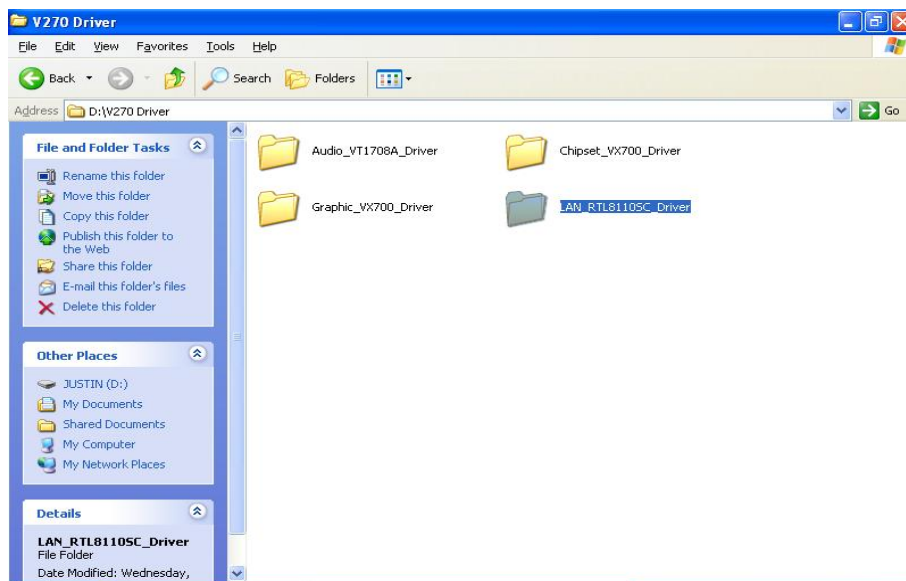 V270 Driver
File Edit View Favorites Tools Help
Back Search Folders
Address D:\V270 Driver Go
File and Folder Tasks
Rename this folder
Move this folder
Copy this folder
Publish this folder to
the Web
Share this folder
E-mail this folder's files
Delete this folder
Other Places
JUSTIN (D:)
My Documents
Shared Documents
My Computer
My Network Places
Details
LAN_RTL8110SC_Driver
File Folder
Date Modified: Wednesday,
Audio_VT1708A_Driver
Chipset_VX700_Driver
Graphic_VX700_Driver
LAN_RTL8110SC_Driver